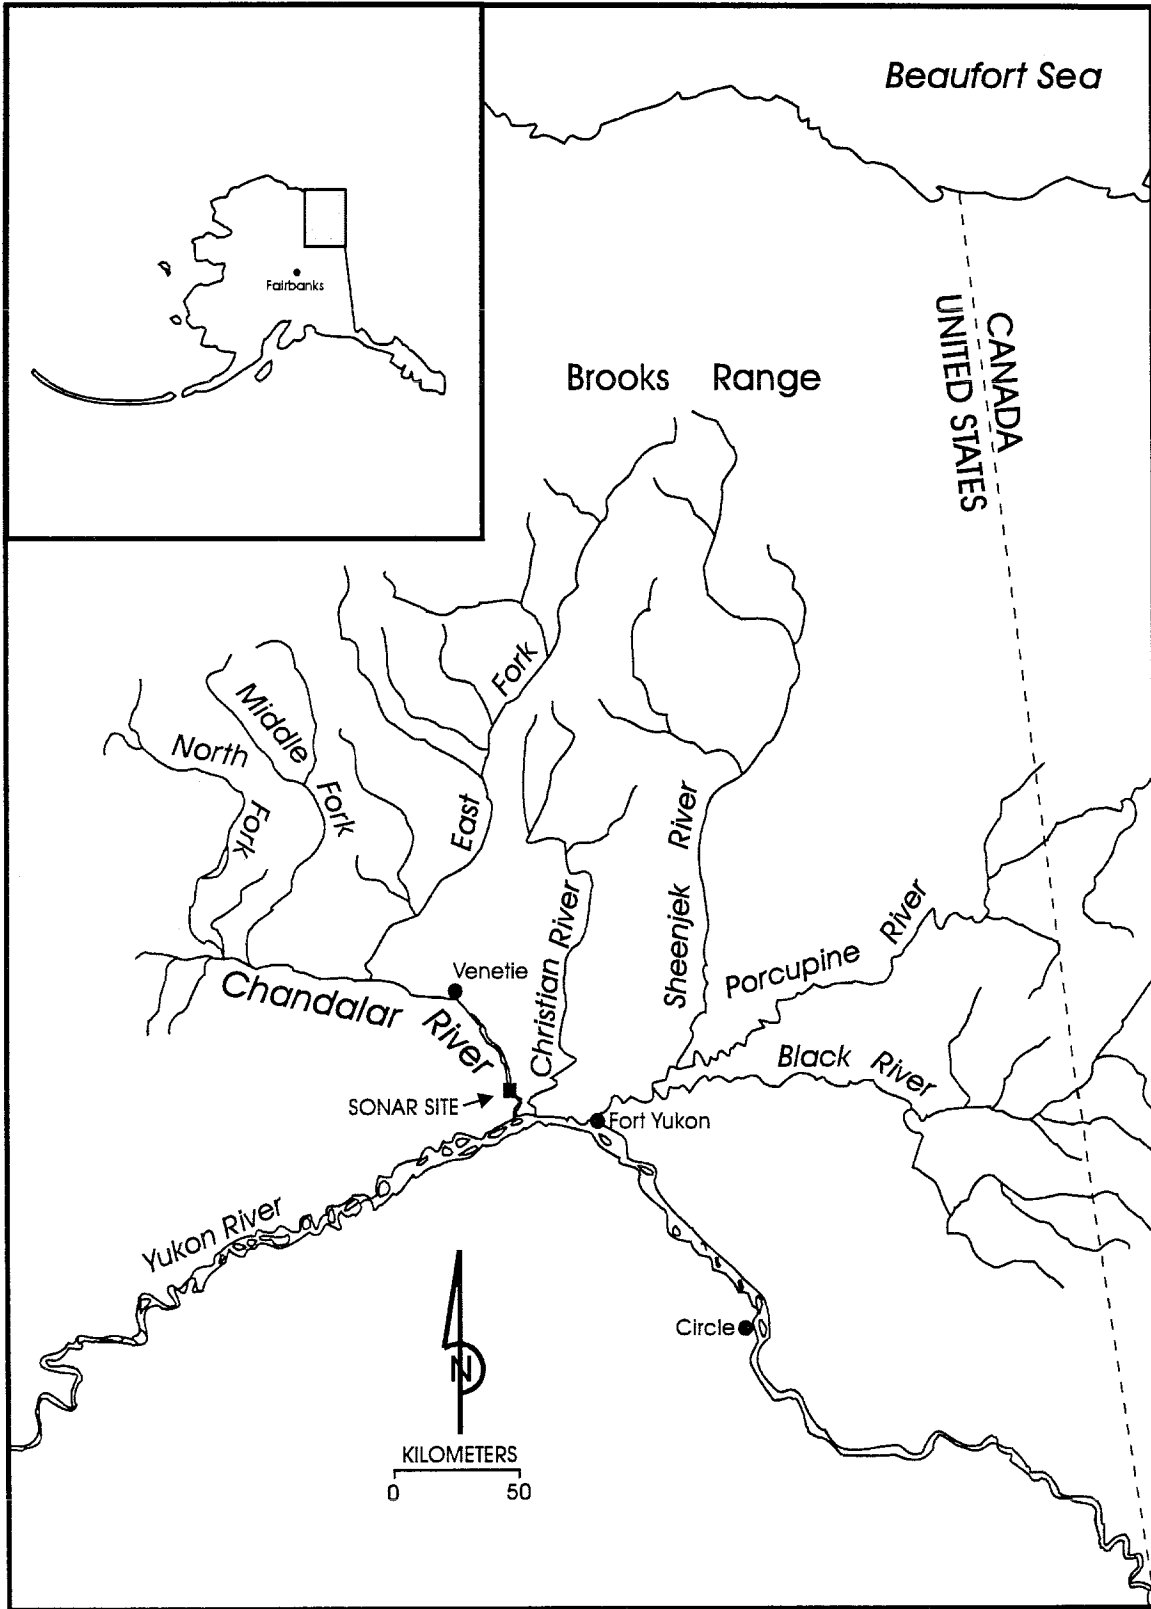 Beaufort Sea
Fairbanks
CANADA
UNITED STATES
Brooks Range
Fork
Middle
Fork
North
Fork
East
Sheenjek River
Christian River
Porcupine River
Venetie
Chandalar River
Black River
SONAR SITE
Fort Yukon
Yukon River
Circle
N
KILOMETERS
0 50